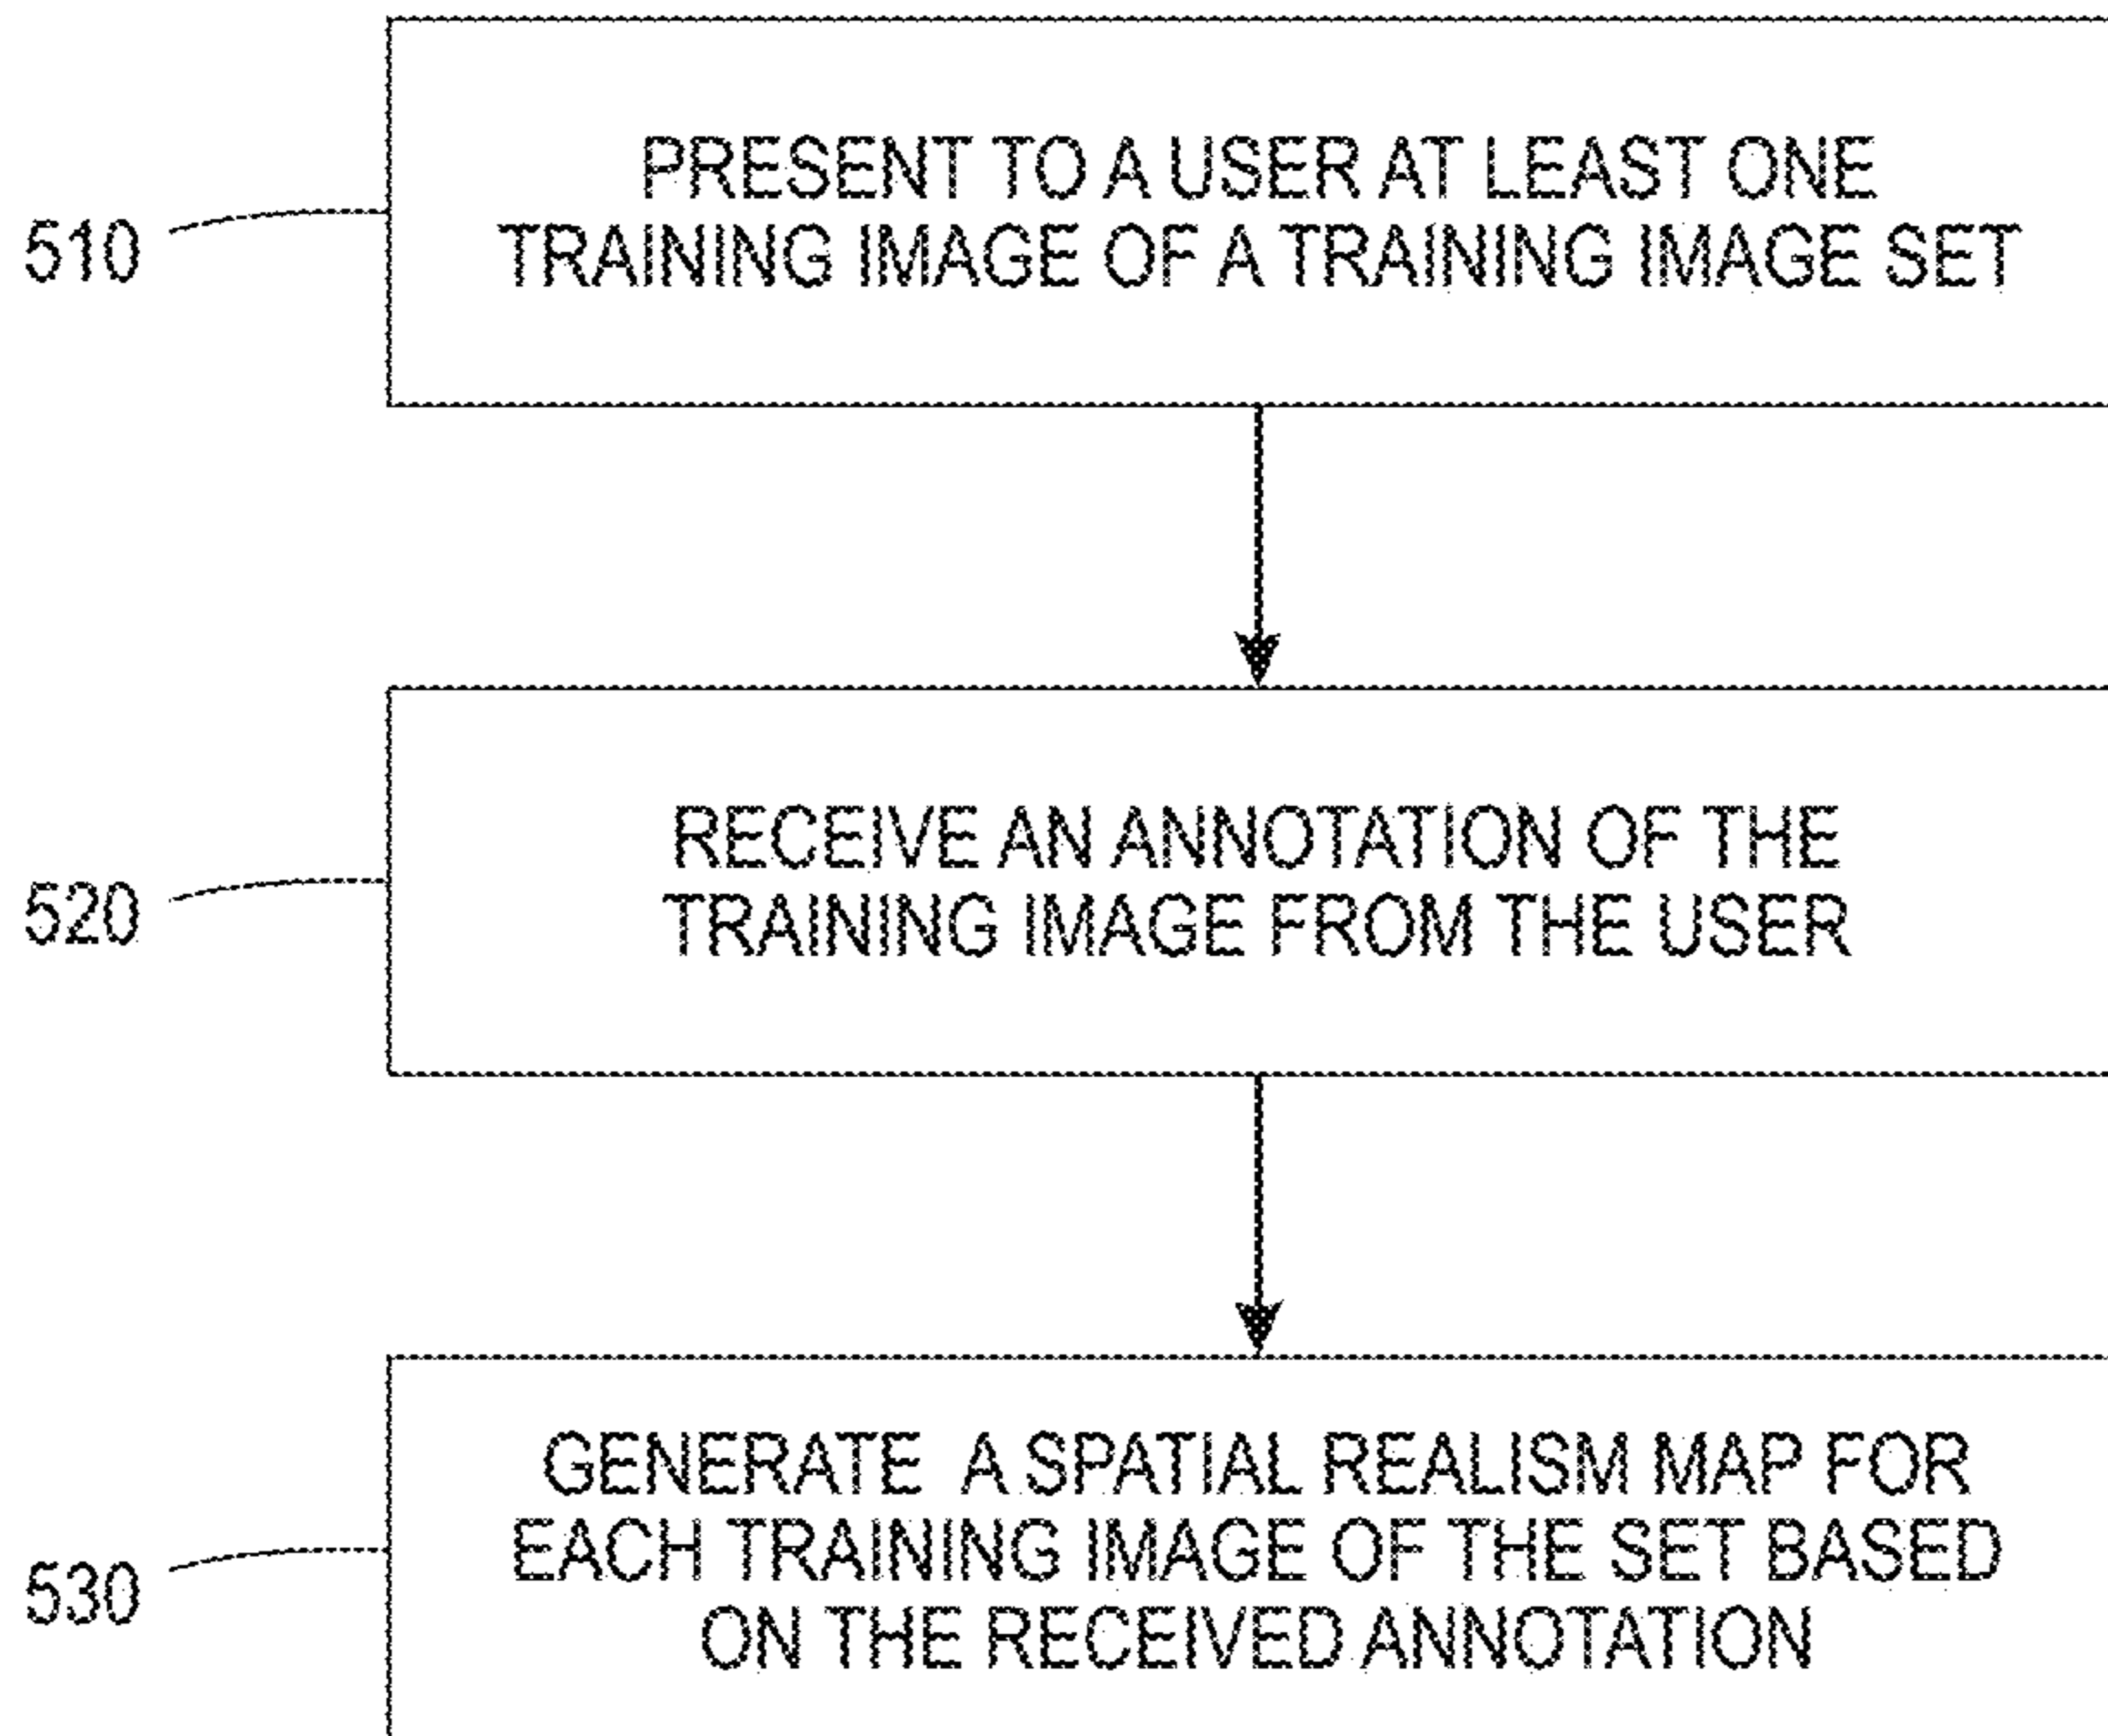 510
PRESENT TO A USER AT LEAST ONE
TRAINING IMAGE OF A TRAINING IMAGE SET
520
RECEIVE AN ANNOTATION OF THE
TRAINING IMAGE FROM THE USER
530
GENERATE A SPATIAL REALISM MAP FOR
EACH TRAINING IMAGE OF THE SET BASED
ON THE RECEIVED ANNOTATION